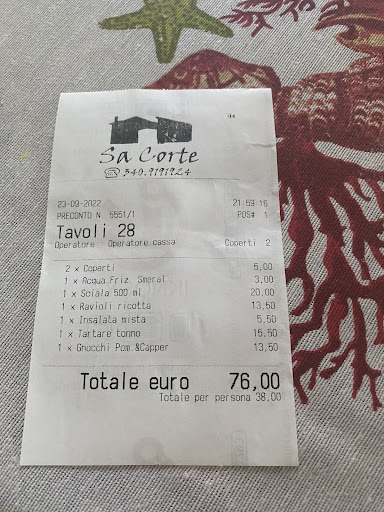 Sa Corte
☎ 340.9191924
23-09-2022 21:59:16
PRECONTO N. 5551/1 POS# 1
Tavoli 28
Operatore: Operatore cassa Coperti 2
2 x Coperti 5,00
1 x Acqua Friz. Smeral 3,00
1 x Sciala 500 ml 20,00
1 x Ravioli ricotta 13,50
1 x Insalata mista 5,50
1 x Tartare tonno 15,50
1 x Gnocchi Pom.&Capper 13,50
Totale euro 76,00
Totale per persona 38,00